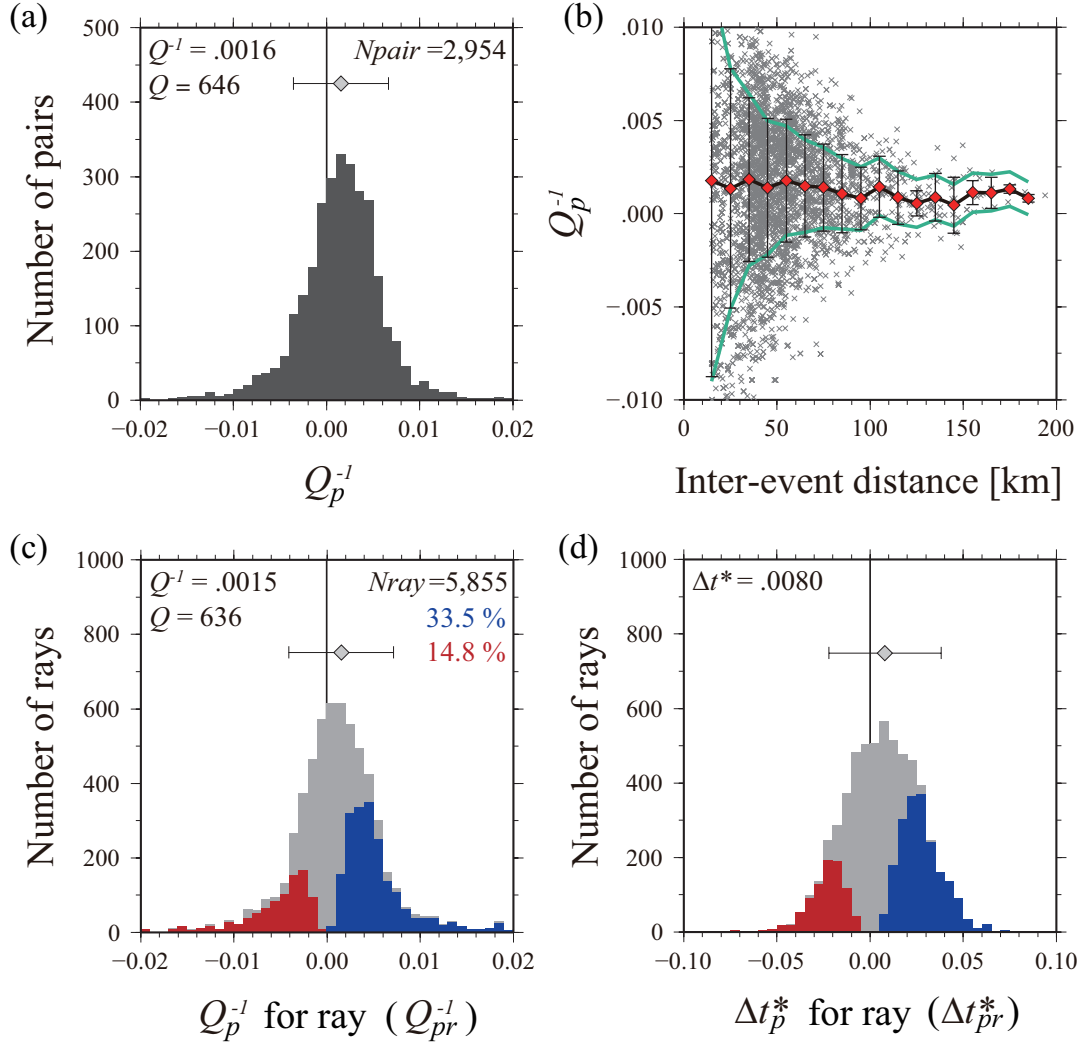 (a)
500
400
300
200
100
0
Number of pairs
Q⁻¹ = .0016
Q = 646
Npair =2,954
−0.02
−0.01
0.00
0.01
0.02
Qₚ⁻¹
(b)
.010
.005
.000
−.005
−.010
Qₚ⁻¹
0
50
100
150
200
Inter-event distance [km]
(c)
1000
800
600
400
200
0
Number of rays
Q⁻¹ = .0015
Q = 636
Nray =5,855
33.5 %
14.8 %
−0.02
−0.01
0.00
0.01
0.02
Qₚ⁻¹ for ray (Qₚᵣ⁻¹)
(d)
1000
800
600
400
200
0
Number of rays
Δt* = .0080
−0.10
−0.05
0.00
0.05
0.10
Δtₚ* for ray (Δtₚᵣ*)